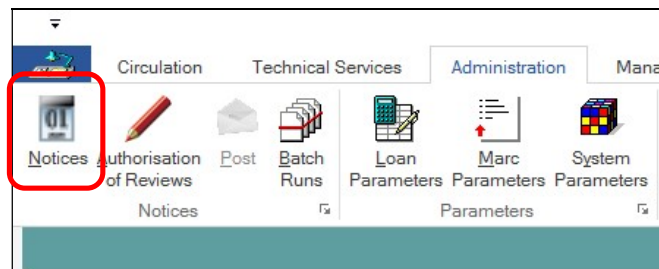 Circulation Technical Services Administration
01
Notices Authorisation of Reviews Post Batch Runs Loan Parameters Marc Parameters System Parameters
Notices Parameters